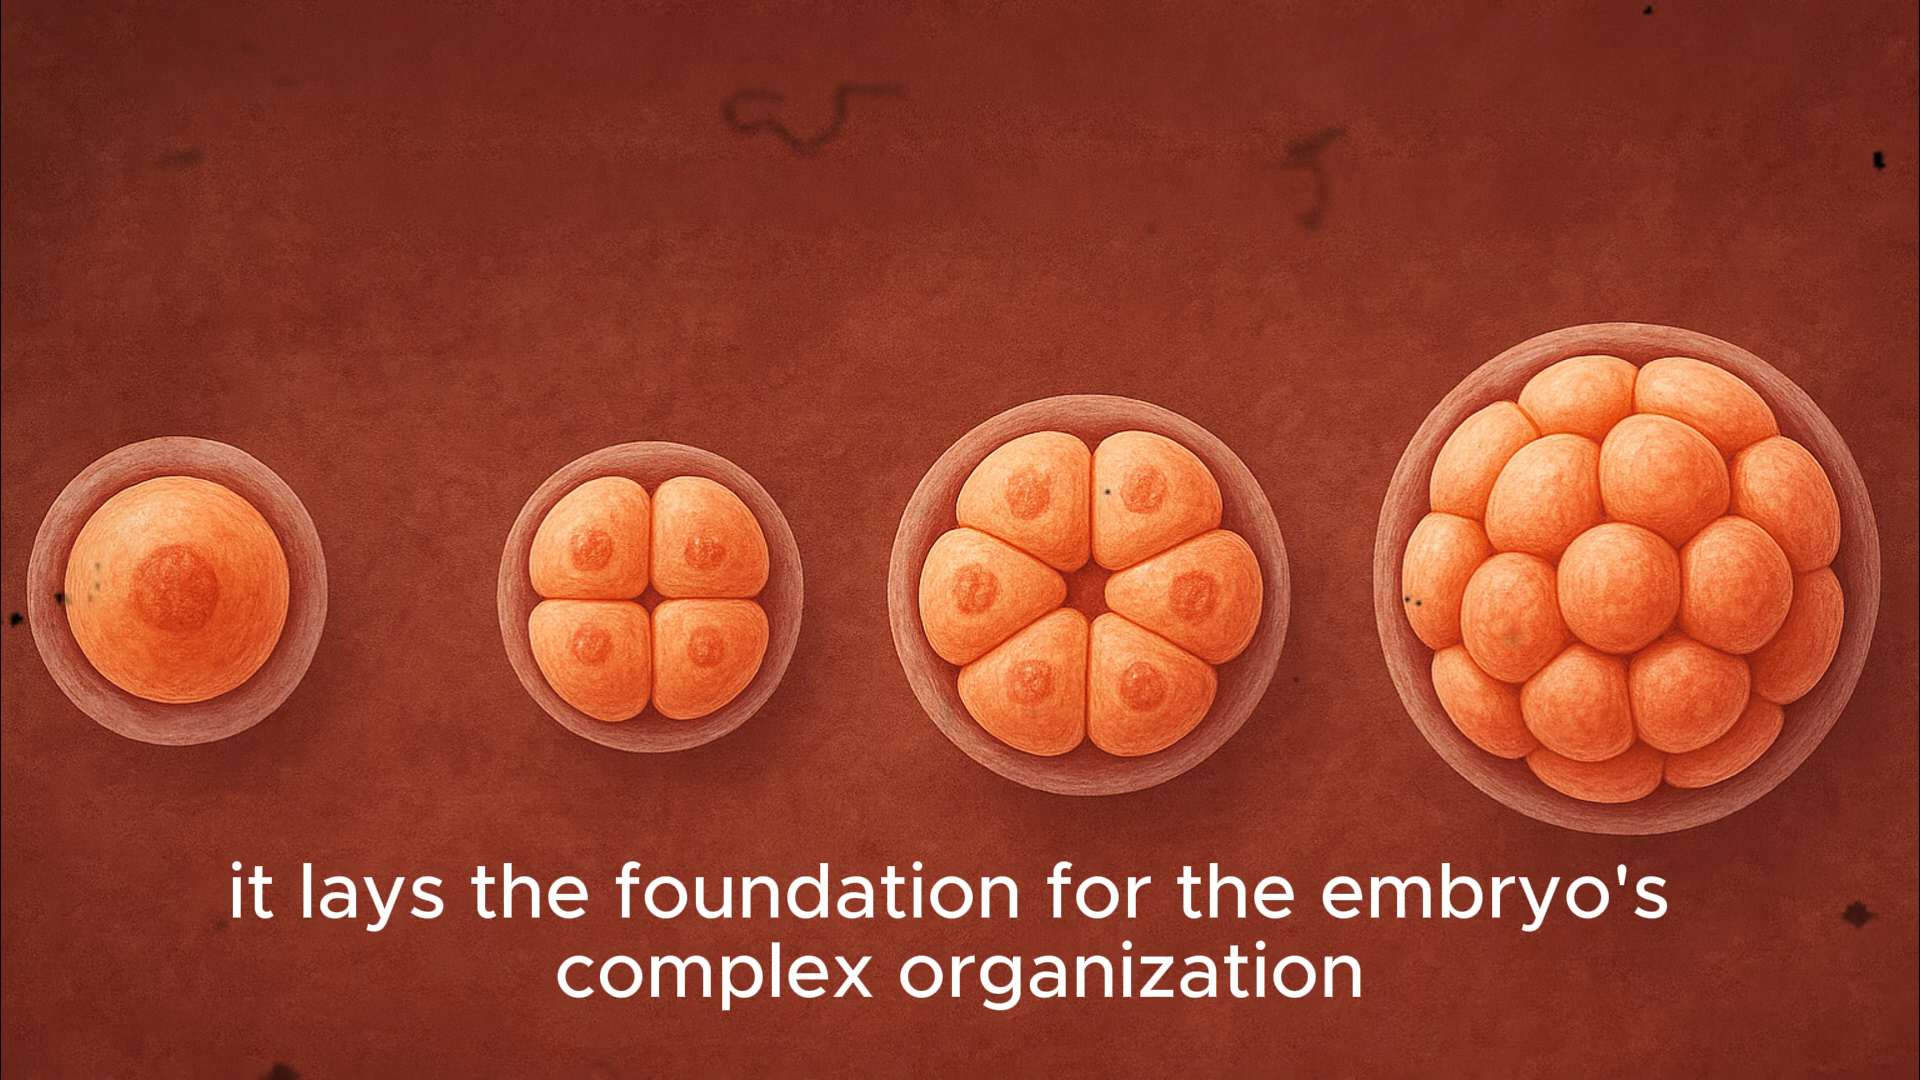 it lays the foundation for the embryo's
complex organization